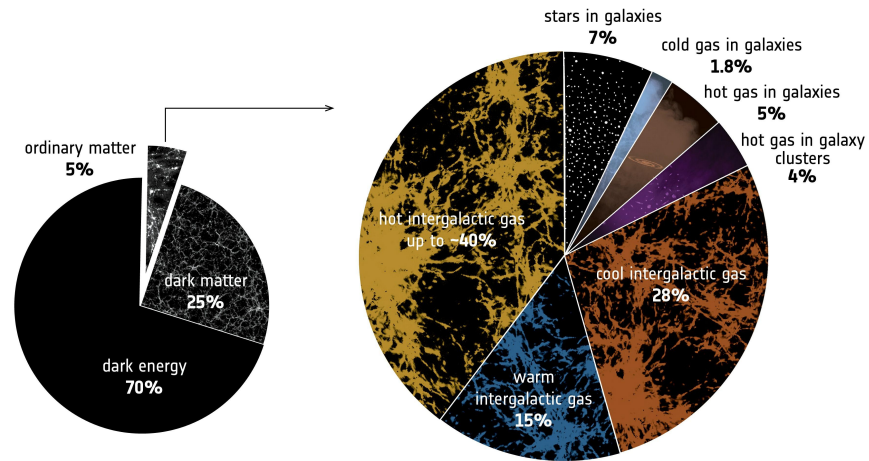 ordinary matter
5%
dark matter
25%
dark energy
70%
stars in galaxies
7%
cold gas in galaxies
1.8%
hot gas in galaxies
5%
hot gas in galaxy
clusters
4%
hot intergalactic gas
up to ~40%
cool intergalactic gas
28%
warm
intergalactic gas
15%